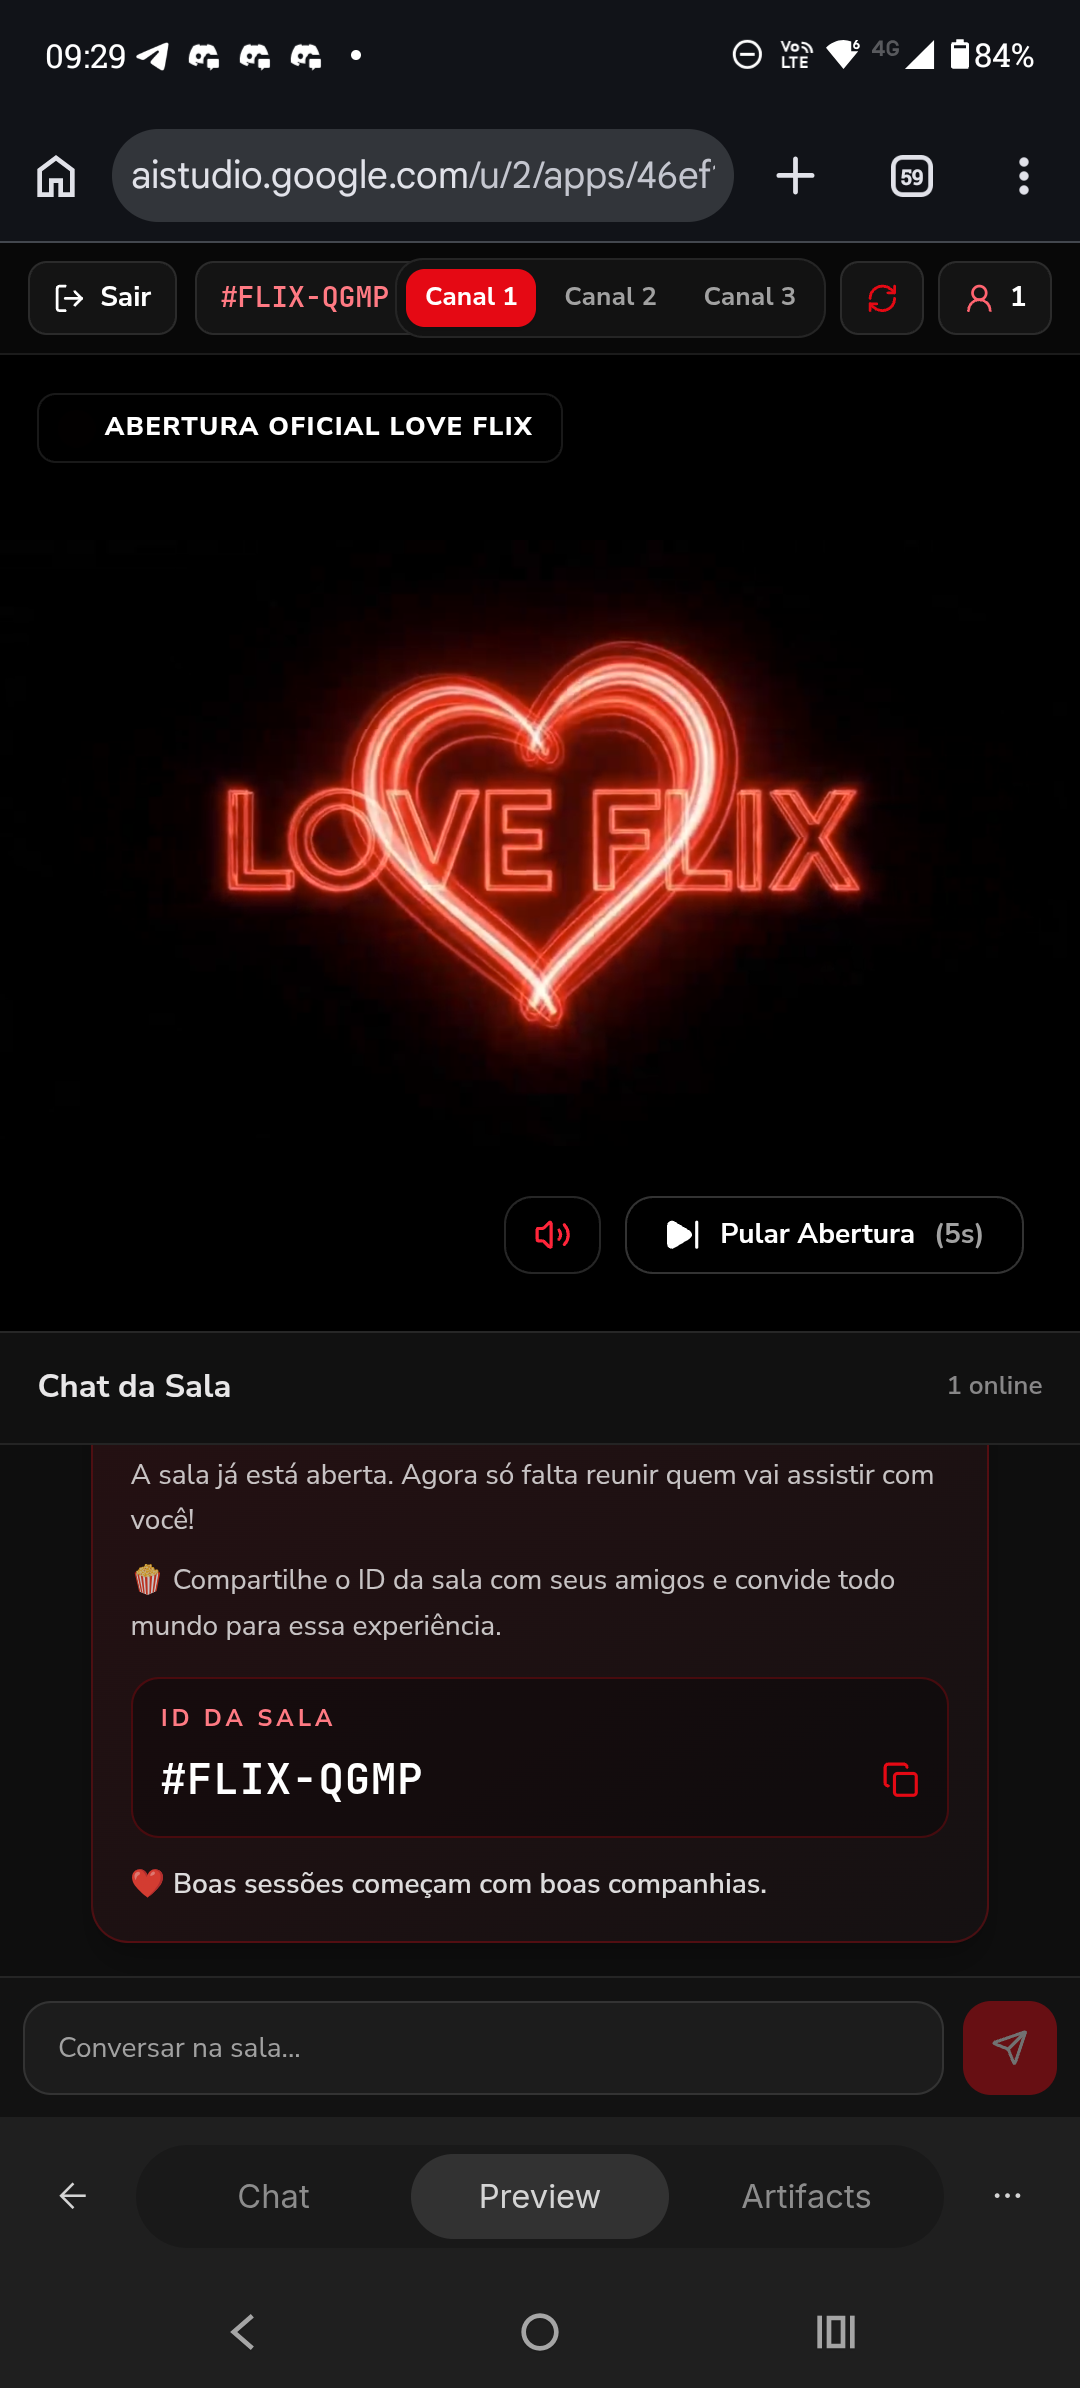 09:29
Vo LTE 6 4G 84%
aistudio.google.com/u/2/apps/46ef
59
Sair
#FLIX-QGMP
Canal 1
Canal 2
Canal 3
1
ABERTURA OFICIAL LOVE FLIX
LOVE FLIX
Pular Abertura (5s)
Chat da Sala
1 online
A sala já está aberta. Agora só falta reunir quem vai assistir com
você!
🍿 Compartilhe o ID da sala com seus amigos e convide todo
mundo para essa experiência.
ID DA SALA
#FLIX-QGMP
❤️ Boas sessões começam com boas companhias.
Conversar na sala...
Chat
Preview
Artifacts